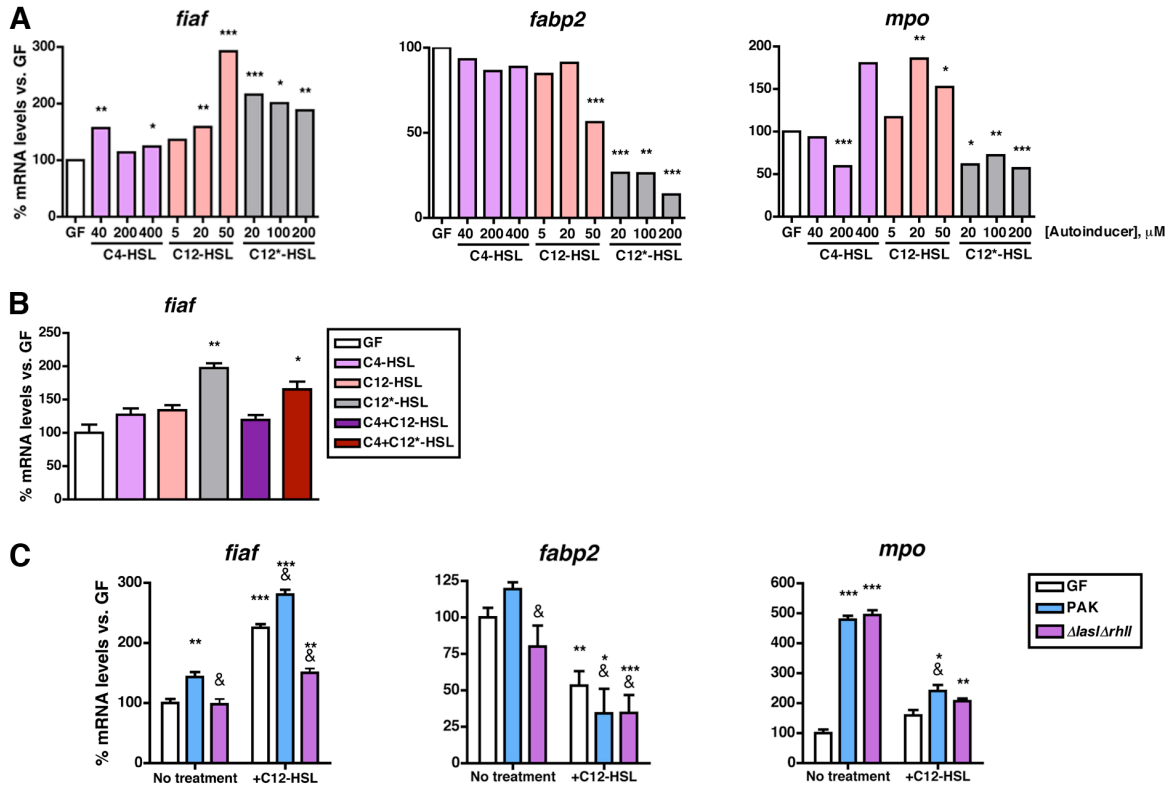 A
fiaf
fabp2
mpo
% mRNA levels vs. GF
300
200
100
0
** * ** *** *** * **
GF 40 200 400 5 20 50 20 100 200
C4-HSL C12-HSL C12*-HSL
100
50
0
*** *** ** ***
GF 40 200 400 5 20 50 20 100 200
C4-HSL C12-HSL C12*-HSL
200
150
100
50
0
*** ** * * ** ***
GF 40 200 400 5 20 50 20 100 200
C4-HSL C12-HSL C12*-HSL
[Autoinducer], µM
B
fiaf
% mRNA levels vs. GF
250
200
150
100
50
0
** *
GF
C4-HSL
C12-HSL
C12*-HSL
C4+C12-HSL
C4+C12*-HSL
C
fiaf
fabp2
mpo
% mRNA levels vs. GF
300
200
100
0
** & *** *** & ** &
No treatment +C12-HSL
125
100
75
50
25
0
& ** * & *** &
No treatment +C12-HSL
600
500
400
300
200
100
0
*** *** * & **
No treatment +C12-HSL
GF
PAK
ΔlasIΔrhlI